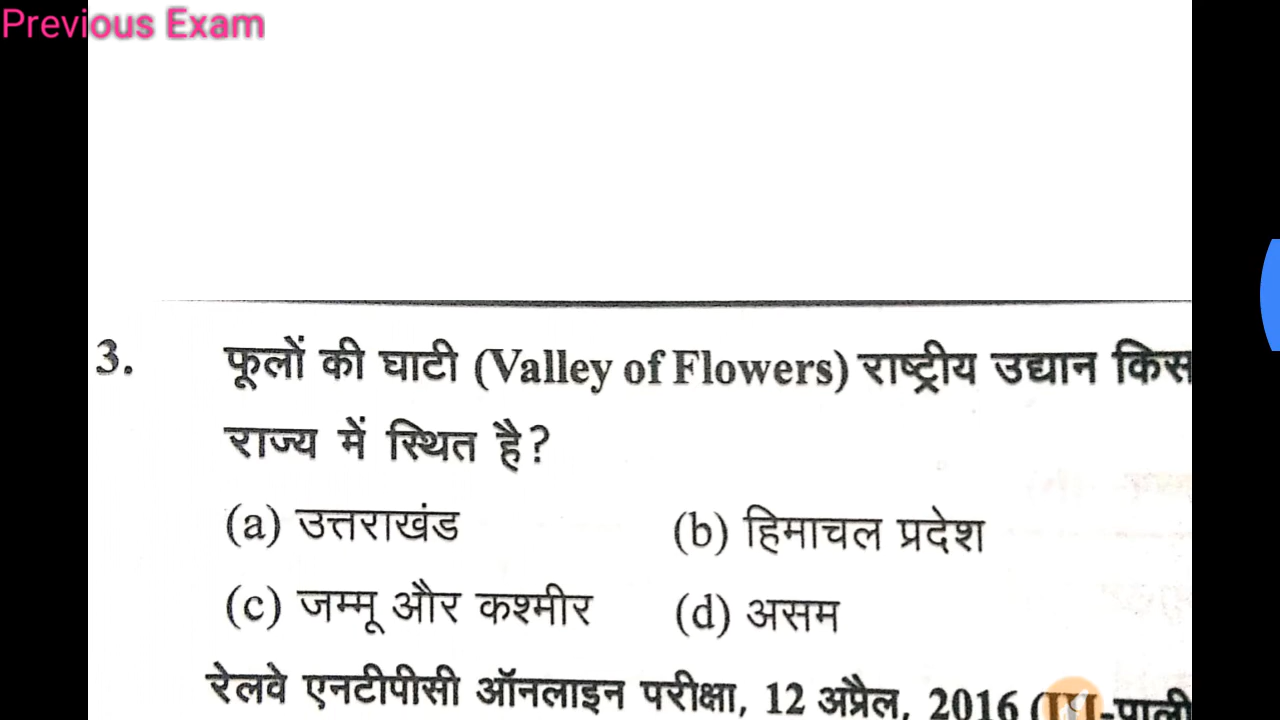 Previous Exam
3. फूलों की घाटी (Valley of Flowers) राष्ट्रीय उद्यान किस
राज्य में स्थित है?
(a) उत्तराखंड (b) हिमाचल प्रदेश
(c) जम्मू और कश्मीर (d) असम
रेलवे एनटीपीसी ऑनलाइन परीक्षा, 12 अप्रैल, 2016 (III-पाली